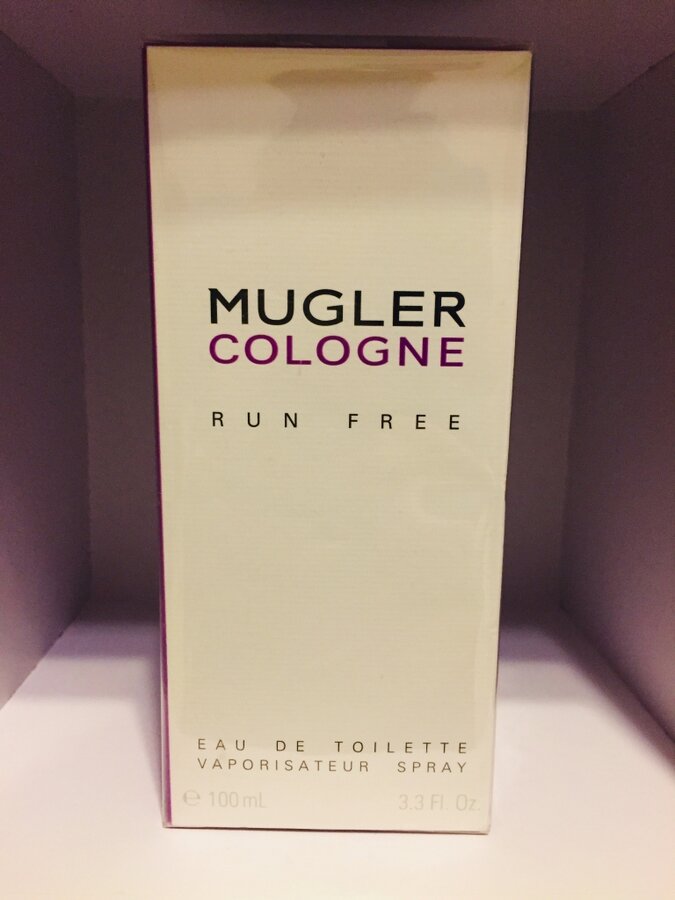 MUGLER
COLOGNE
RUN FREE
EAU DE TOILETTE
VAPORISATEUR SPRAY
℮ 100 mL 3.3 Fl. Oz.